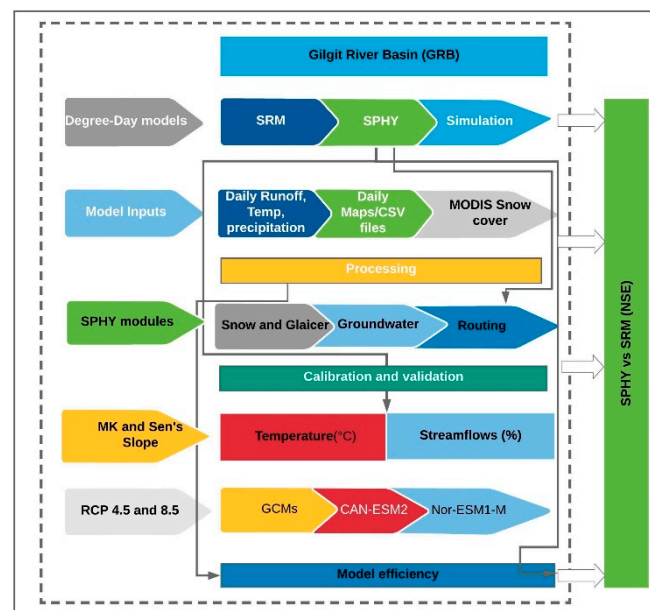 Gilgit River Basin (GRB)
Degree-Day models
SRM
SPHY
Simulation
Model Inputs
Daily Runoff,
Temp,
precipitation
Daily
Maps/CSV
files
MODIS Snow
cover
Processing
SPHY modules
Snow and Glaicer
Groundwater
Routing
Calibration and validation
MK and Sen's
Slope
Temperature(°C)
Streamflows (%)
RCP 4.5 and 8.5
GCMs
CAN-ESM2
Nor-ESM1-M
Model efficiency
SPHY vs SRM (NSE)